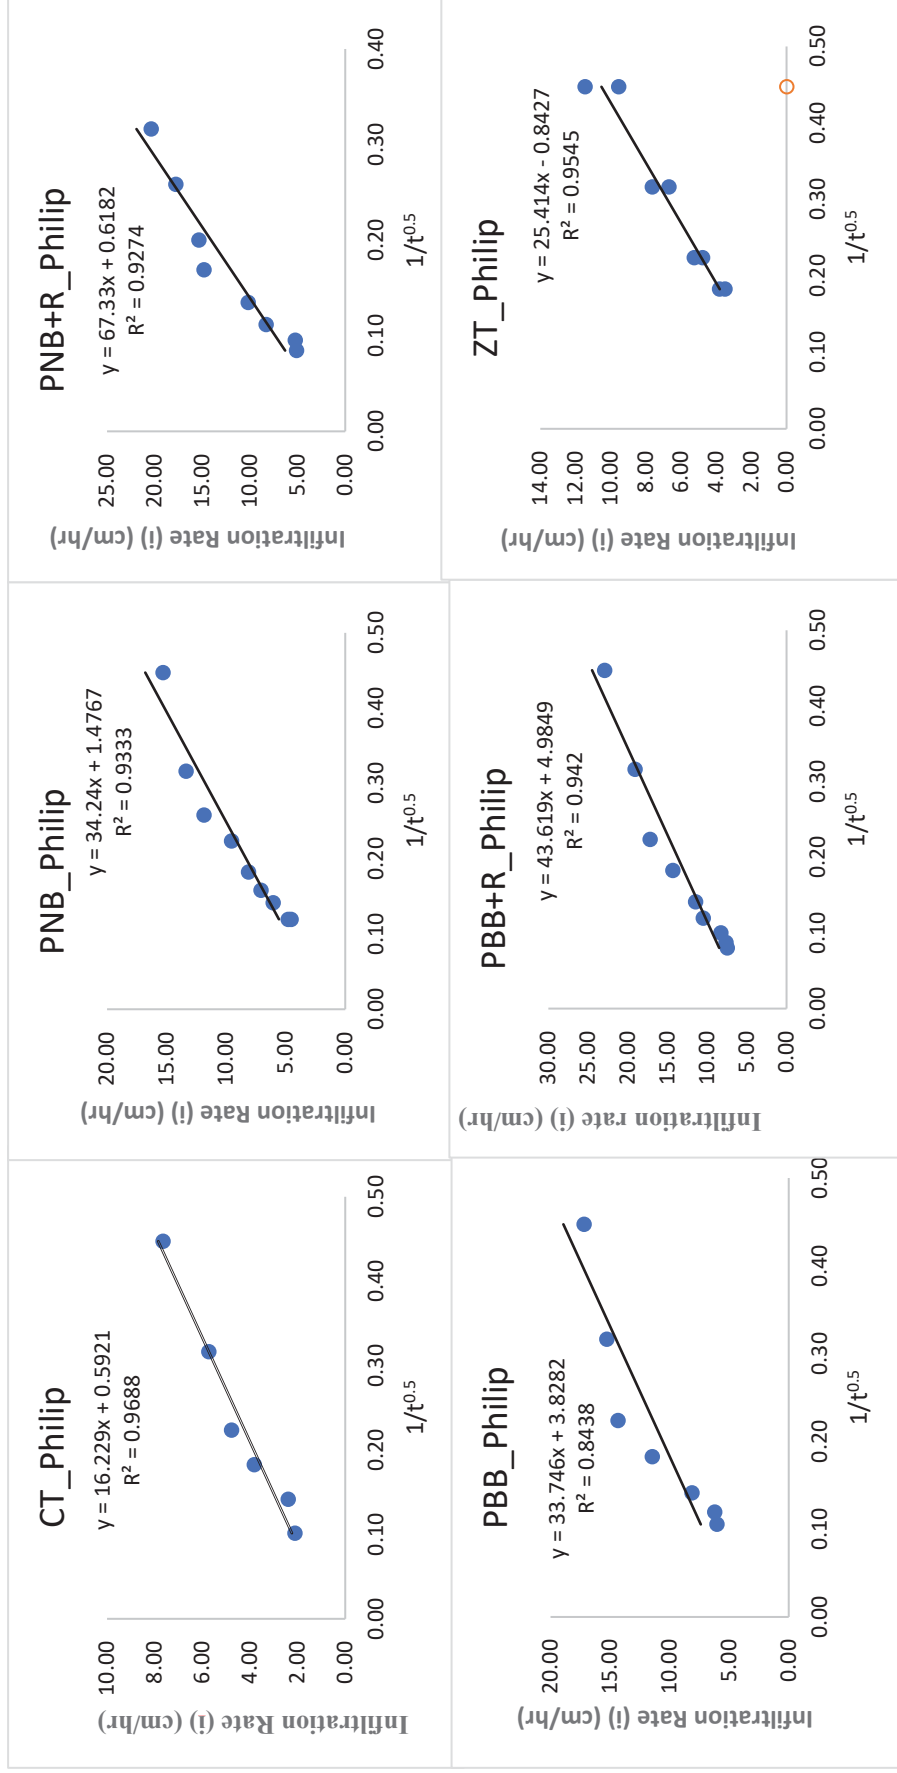 CT_Philip
y = 16.229x + 0.5921
R² = 0.9688
Infiltration Rate (i) (cm/hr)
10.00
8.00
6.00
4.00
2.00
0.00
0.00 0.10 0.20 0.30 0.40 0.50
1/t^0.5
PNB_Philip
y = 34.24x + 1.4767
R² = 0.9333
Infiltration Rate (i) (cm/hr)
20.00
15.00
10.00
5.00
0.00
0.00 0.10 0.20 0.30 0.40 0.50
1/t^0.5
PNB+R_Philip
y = 67.33x + 0.6182
R² = 0.9274
Infiltration Rate (i) (cm/hr)
25.00
20.00
15.00
10.00
5.00
0.00
0.00 0.10 0.20 0.30 0.40
1/t^0.5
PBB_Philip
y = 33.746x + 3.8282
R² = 0.8438
Infiltration Rate (i) (cm/hr)
20.00
15.00
10.00
5.00
0.00
0.00 0.10 0.20 0.30 0.40 0.50
1/t^0.5
PBB+R_Philip
y = 43.619x + 4.9849
R² = 0.942
Infiltration rate (i) (cm/hr)
30.00
25.00
20.00
15.00
10.00
5.00
0.00
0.00 0.10 0.20 0.30 0.40 0.50
1/t^0.5
ZT_Philip
y = 25.414x - 0.8427
R² = 0.9545
Infiltration Rate (i) (cm/hr)
14.00
12.00
10.00
8.00
6.00
4.00
2.00
0.00
0.00 0.10 0.20 0.30 0.40 0.50
1/t^0.5